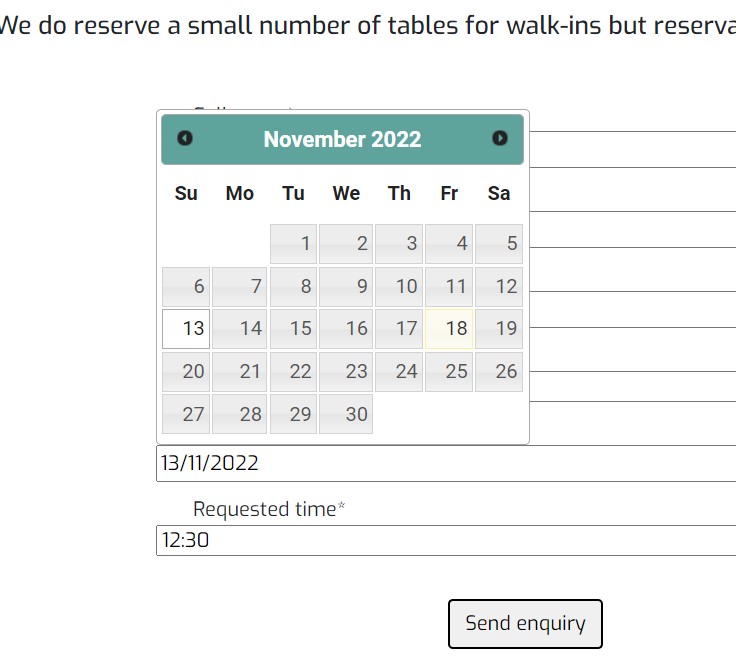 We do reserve a small number of tables for walk-ins but
November 2022
Su Mo Tu We Th Fr Sa
1 2 3 4 5
6 7 8 9 10 11 12
13 14 15 16 17 18 19
20 21 22 23 24 25 26
27 28 29 30
13/11/2022
Requested time*
12:30
Send enquiry